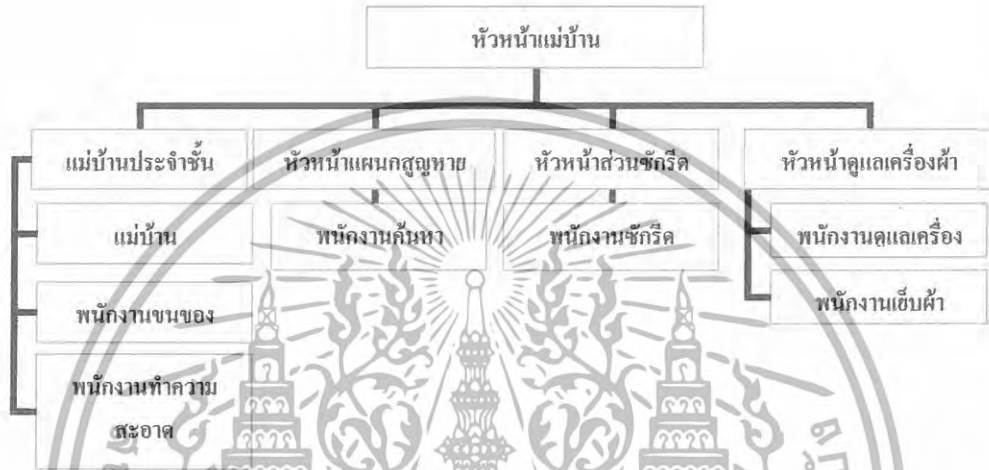 หัวหน้าแม่บ้าน
แม่บ้านประจำชั้น
หัวหน้าแผนกสูญหาย
หัวหน้าส่วนซักรีด
หัวหน้าดูแลเครื่องผ้า
แม่บ้าน
พนักงานค้นหา
พนักงานซักรีด
พนักงานดูแลเครื่อง
พนักงานขนของ
พนักงานเย็บผ้า
พนักงานทำความ
สะอาด